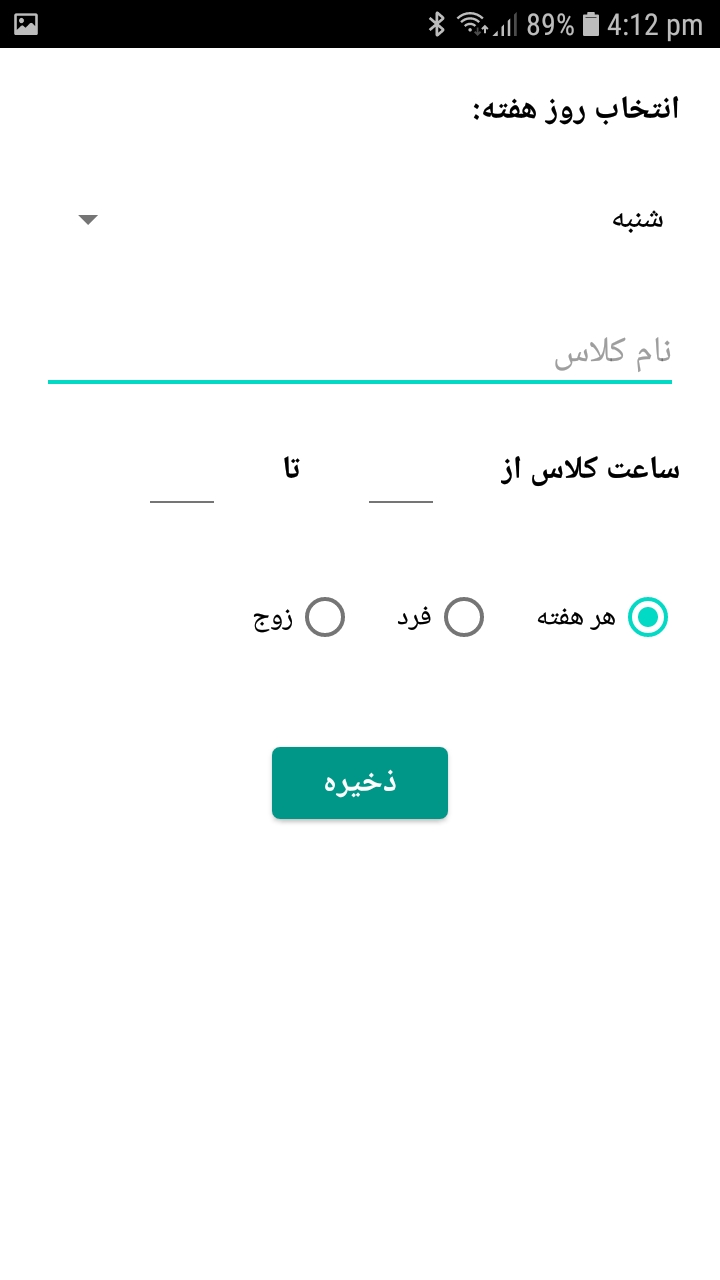 89% 4:12 pm
انتخاب روز هفته:
شنبه
نام کلاس
ساعت کلاس از تا
هر هفته فرد زوج
ذخیره